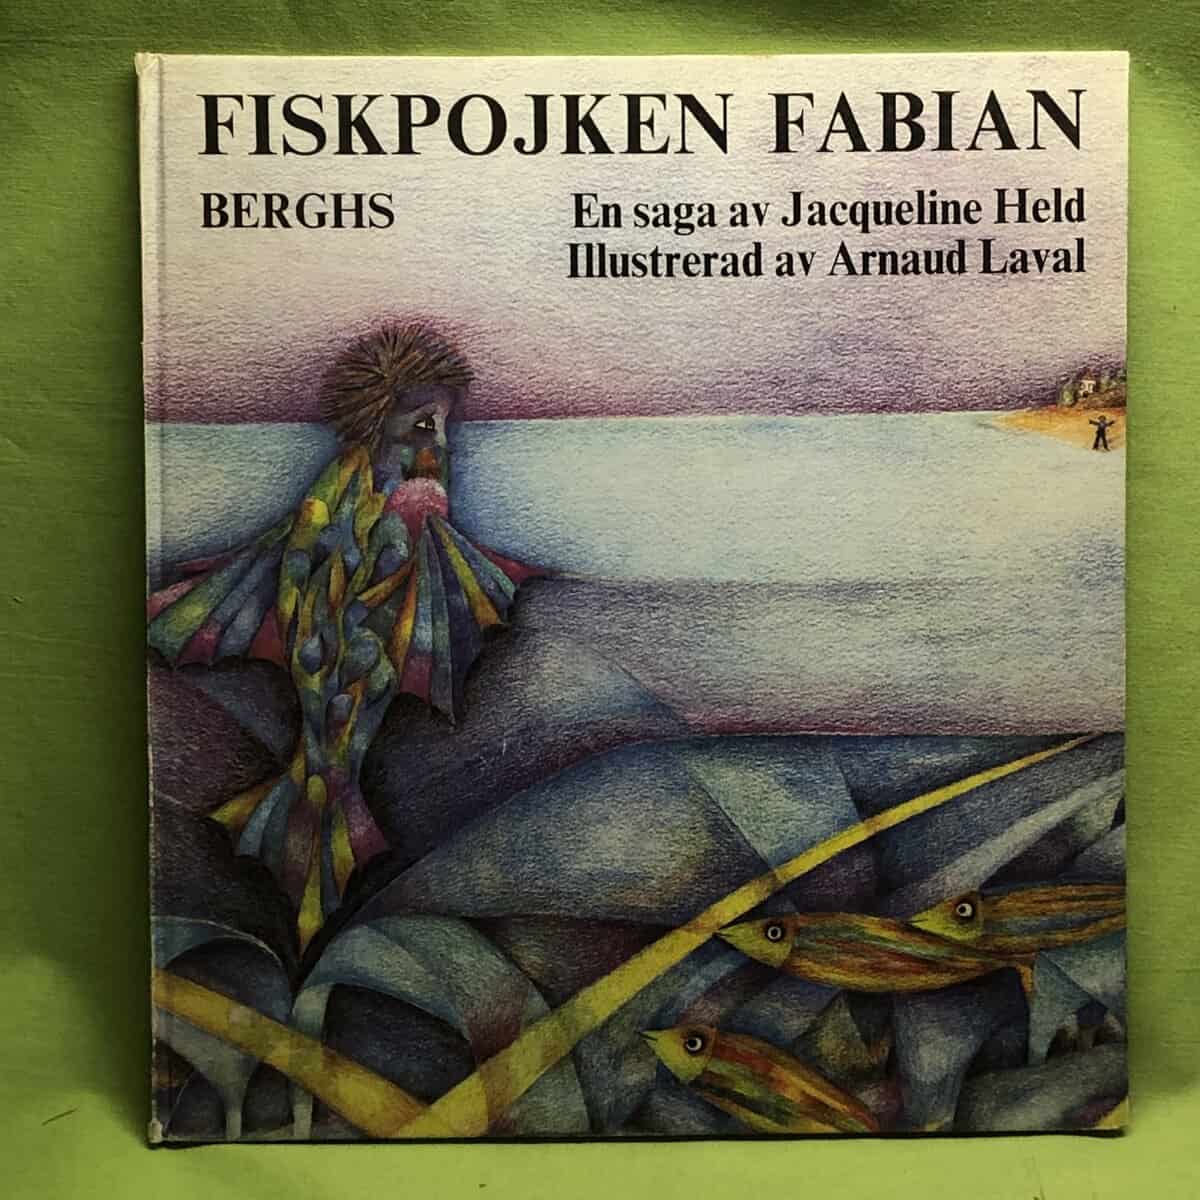 FISKPOJKEN FABIAN
BERGHS
En saga av Jacqueline Held
Illustrerad av Arnaud Laval